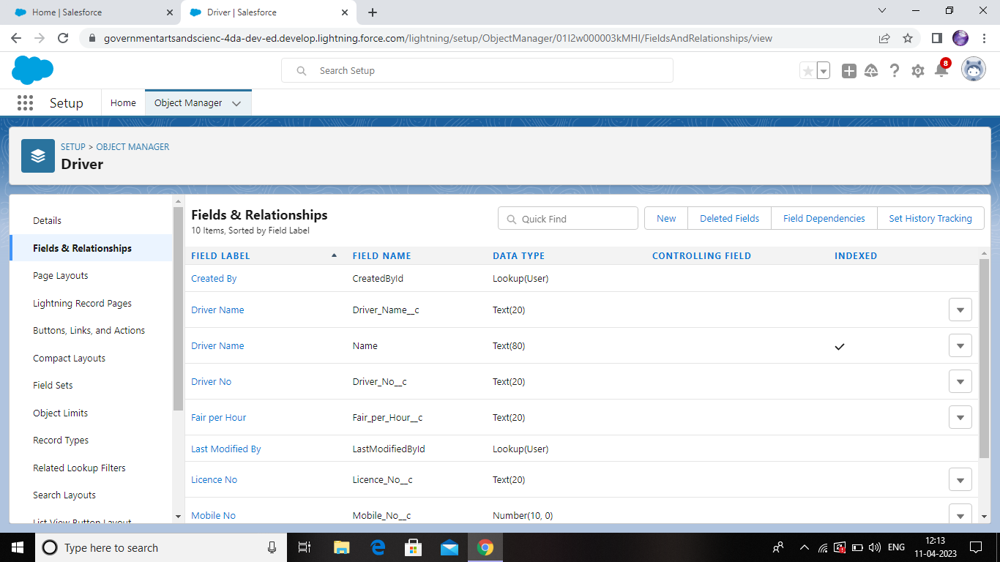 Home | Salesforce
Driver | Salesforce
governmentartsandscienc-4da-dev-ed.develop.lightning.force.com/lightning/setup/ObjectManager/01I2w000003kMHI/FieldsAndRelationships/view
Search Setup
8
Setup
Home
Object Manager
SETUP > OBJECT MANAGER
Driver
Details
Fields & Relationships
Page Layouts
Lightning Record Pages
Buttons, Links, and Actions
Compact Layouts
Field Sets
Object Limits
Record Types
Related Lookup Filters
Search Layouts
List View Button Layout
Fields & Relationships
10 Items, Sorted by Field Label
Quick Find
New
Deleted Fields
Field Dependencies
Set History Tracking
FIELD LABEL FIELD NAME DATA TYPE CONTROLLING FIELD INDEXED
Created By CreatedById Lookup(User)
Driver Name Driver_Name__c Text(20)
Driver Name Name Text(80)
Driver No Driver_No__c Text(20)
Fair per Hour Fair_per_Hour__c Text(20)
Last Modified By LastModifiedById Lookup(User)
Licence No Licence_No__c Text(20)
Mobile No Mobile_No__c Number(10, 0)
Type here to search
ENG
12:13
11-04-2023